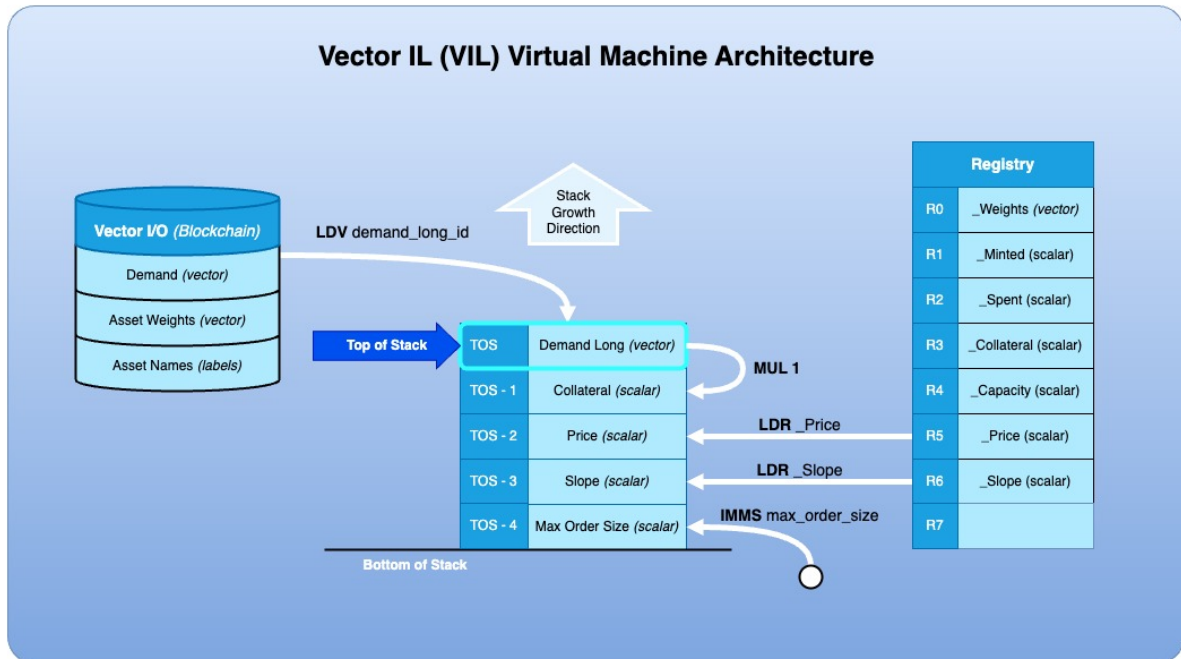 Vector IL (VIL) Virtual Machine Architecture
Vector I/O (Blockchain)
Demand (vector)
Asset Weights (vector)
Asset Names (labels)
LDV demand_long_id
Stack
Growth
Direction
Top of Stack
TOS Demand Long (vector)
TOS - 1 Collateral (scalar)
TOS - 2 Price (scalar)
TOS - 3 Slope (scalar)
TOS - 4 Max Order Size (scalar)
Bottom of Stack
MUL 1
LDR _Price
LDR _Slope
IMMS max_order_size
Registry
R0 _Weights (vector)
R1 _Minted (scalar)
R2 _Spent (scalar)
R3 _Collateral (scalar)
R4 _Capacity (scalar)
R5 _Price (scalar)
R6 _Slope (scalar)
R7